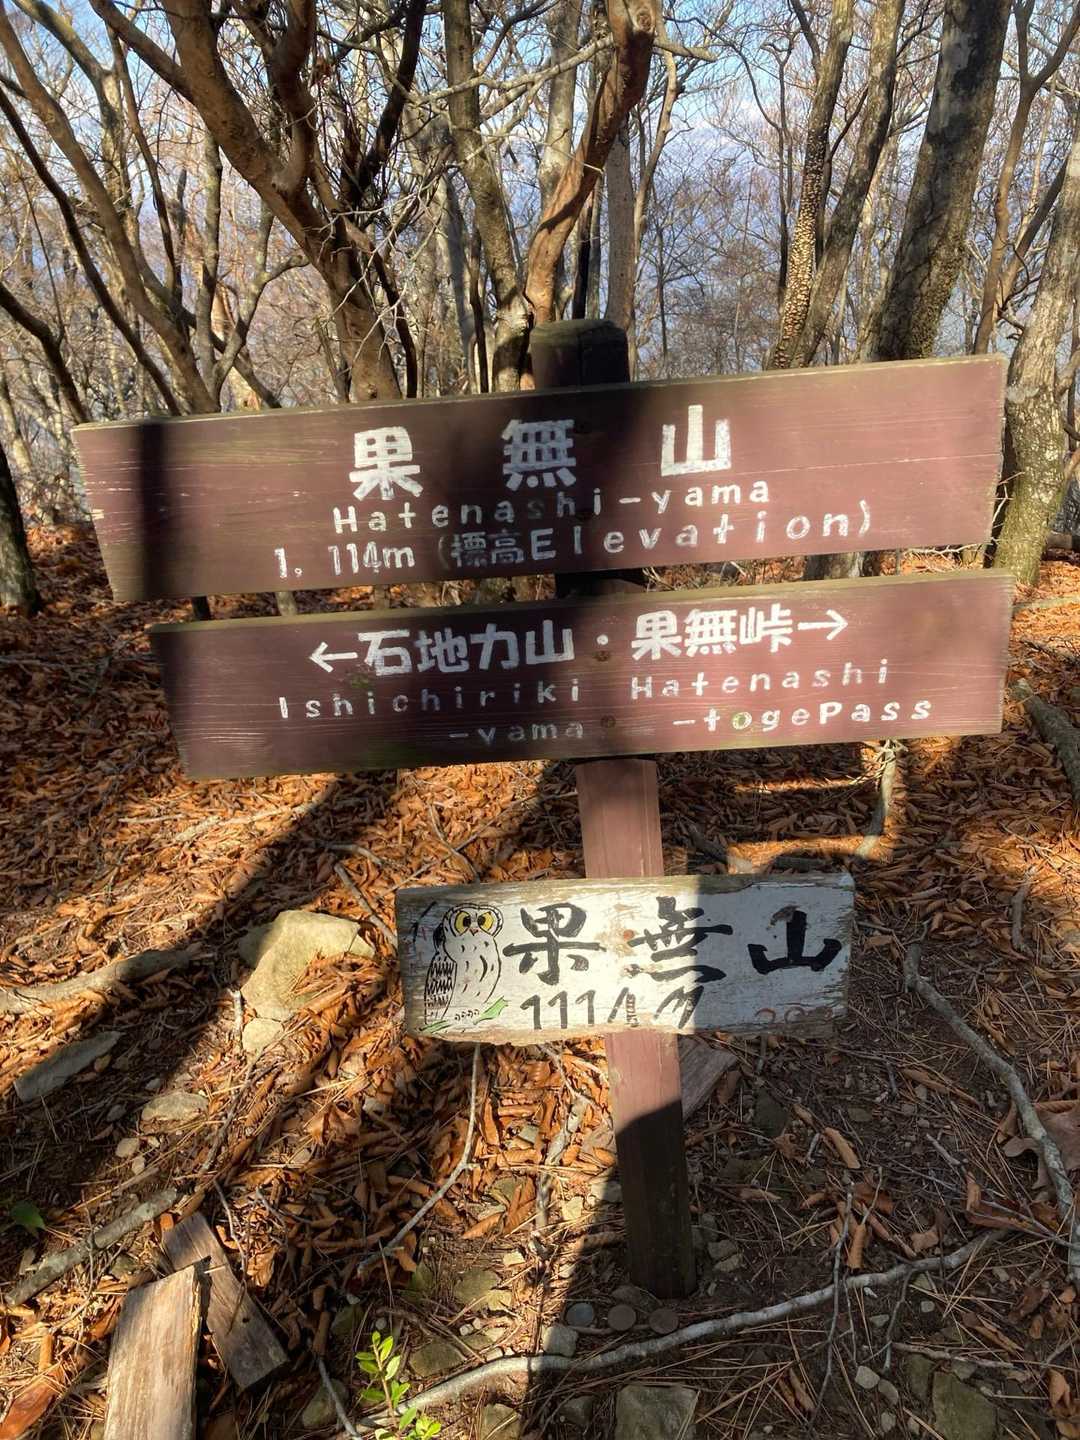 果無山
Hatenashi-yama
1,114m (標高Elevation)
←石地力山・果無峠→
Ishichiriki Hatenashi
-yama -togePass
果無山
1114m